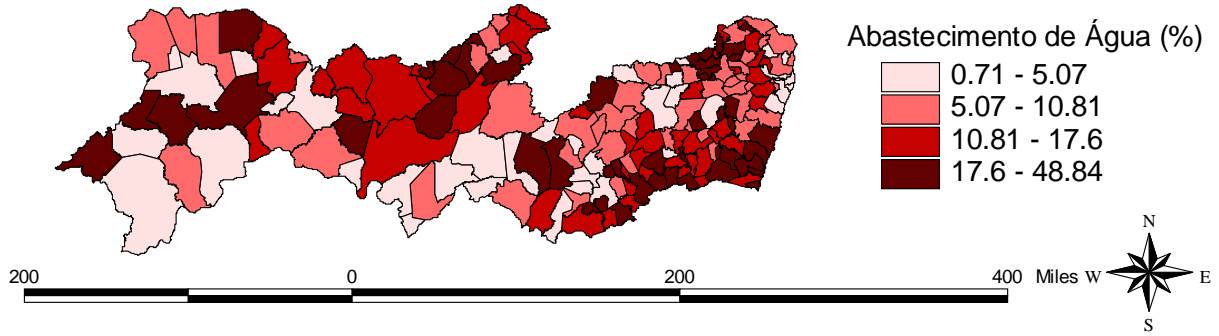 Abastecimento de Água (%)
0.71 - 5.07
5.07 - 10.81
10.81 - 17.6
17.6 - 48.84
N
W E
S
200 0 200 400 Miles